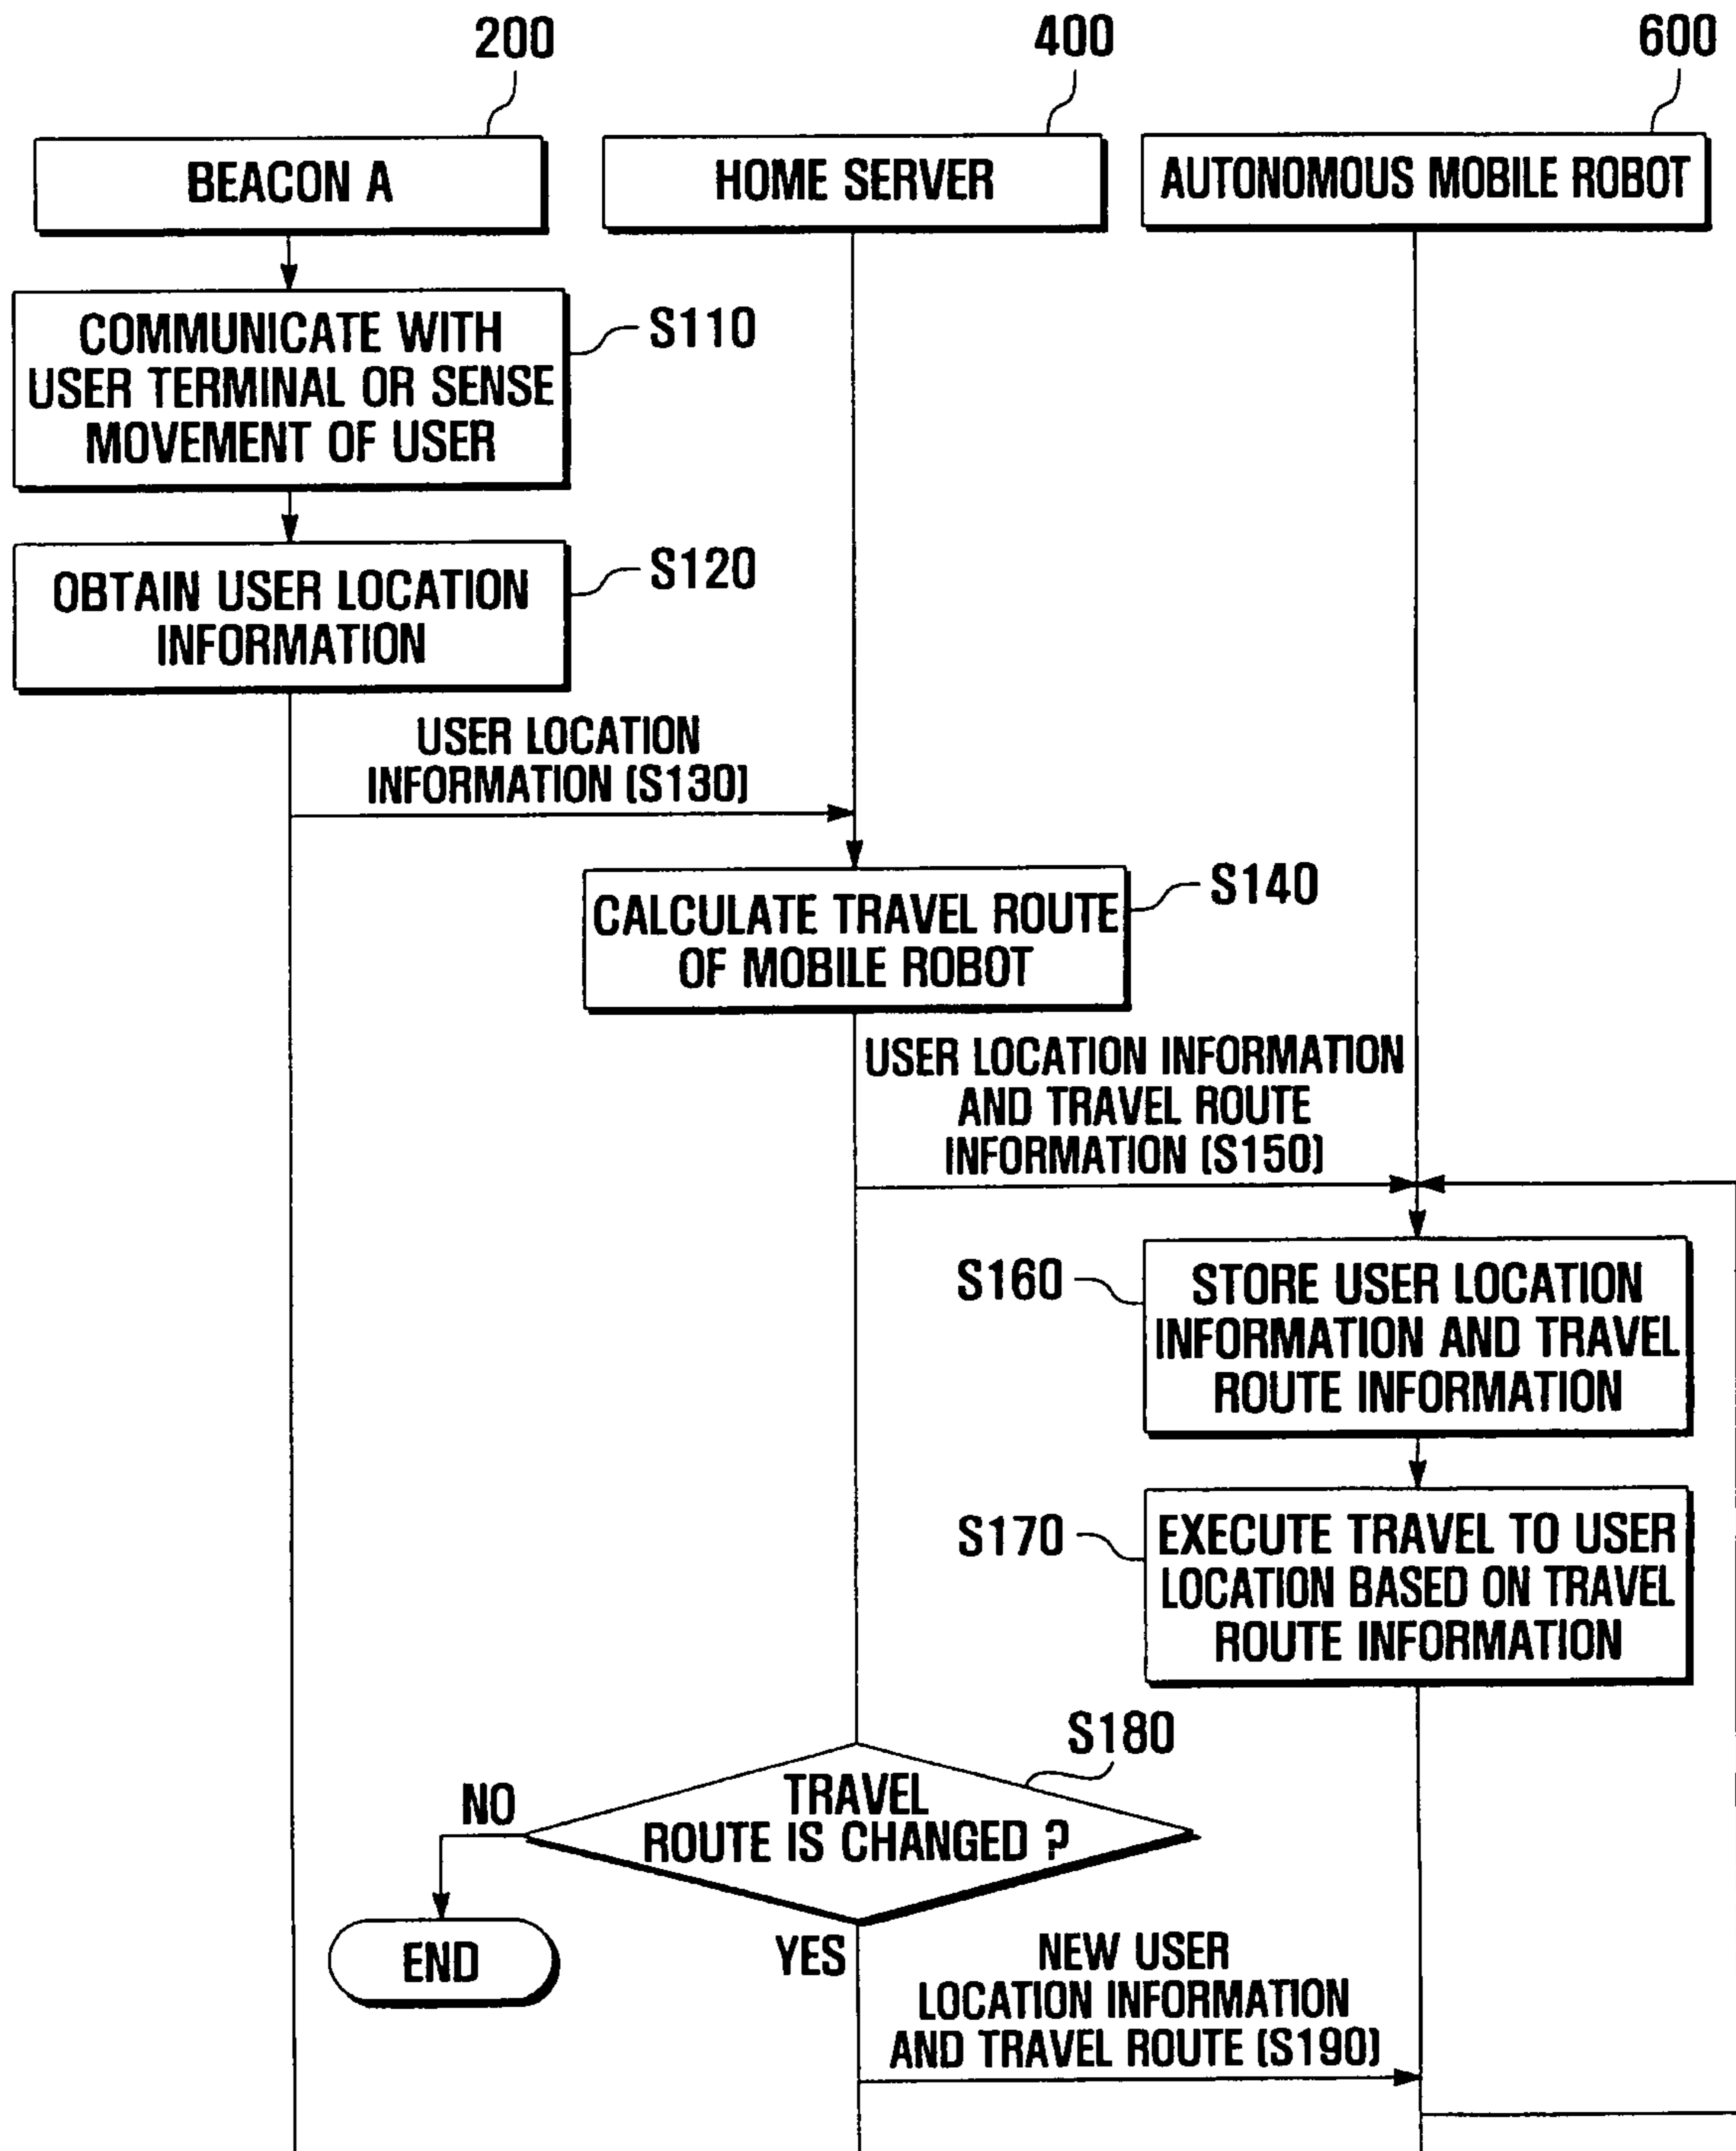 200
400
600
BEACON A
HOME SERVER
AUTONOMOUS MOBILE ROBOT
COMMUNICATE WITH
USER TERMINAL OR SENSE
MOVEMENT OF USER
S110
OBTAIN USER LOCATION
INFORMATION
S120
USER LOCATION
INFORMATION (S130)
CALCULATE TRAVEL ROUTE
OF MOBILE ROBOT
S140
USER LOCATION INFORMATION
AND TRAVEL ROUTE
INFORMATION (S150)
S160
STORE USER LOCATION
INFORMATION AND TRAVEL
ROUTE INFORMATION
S170
EXECUTE TRAVEL TO USER
LOCATION BASED ON TRAVEL
ROUTE INFORMATION
S180
TRAVEL
ROUTE IS CHANGED ?
NO
END
YES
NEW USER
LOCATION INFORMATION
AND TRAVEL ROUTE (S190)